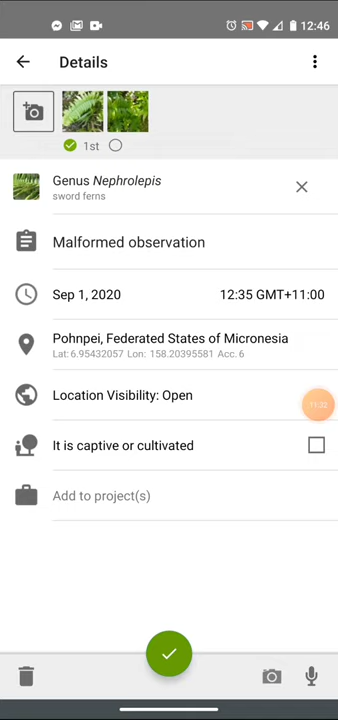 12:46
Details
1st
Genus Nephrolepis
sword ferns
Malformed observation
Sep 1, 2020 12:35 GMT+11:00
Pohnpei, Federated States of Micronesia
Lat: 6.95432057 Lon: 158.20395581 Acc. 6
Location Visibility: Open
It is captive or cultivated
Add to project(s)